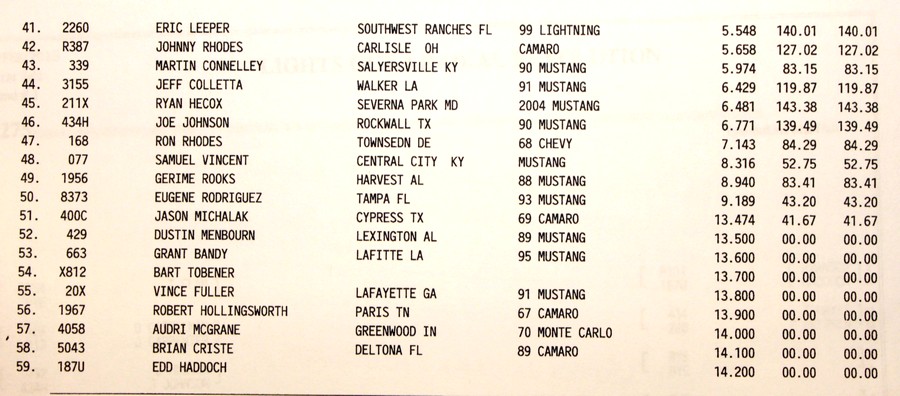 41. 2260 ERIC LEEPER SOUTHWEST RANCHES FL 99 LIGHTNING 5.548 140.01 140.01
42. R387 JOHNNY RHODES CARLISLE OH CAMARO 5.658 127.02 127.02
43. 339 MARTIN CONNELLEY SALYERSVILLE KY 90 MUSTANG 5.974 83.15 83.15
44. 3155 JEFF COLLETTA WALKER LA 91 MUSTANG 6.429 119.87 119.87
45. 211X RYAN HECOX SEVERNA PARK MD 2004 MUSTANG 6.481 143.38 143.38
46. 434H JOE JOHNSON ROCKWALL TX 90 MUSTANG 6.771 139.49 139.49
47. 168 RON RHODES TOWNSEDN DE 68 CHEVY 7.143 84.29 84.29
48. 077 SAMUEL VINCENT CENTRAL CITY KY MUSTANG 8.316 52.75 52.75
49. 1956 GERIME ROOKS HARVEST AL 88 MUSTANG 8.940 83.41 83.41
50. 8373 EUGENE RODRIGUEZ TAMPA FL 93 MUSTANG 9.189 43.20 43.20
51. 400C JASON MICHALAK CYPRESS TX 69 CAMARO 13.474 41.67 41.67
52. 429 DUSTIN MENBOURN LEXINGTON AL 89 MUSTANG 13.500 00.00 00.00
53. 663 GRANT BANDY LAFITTE LA 95 MUSTANG 13.600 00.00 00.00
54. X812 BART TOBENER 13.700 00.00 00.00
55. 20X VINCE FULLER LAFAYETTE GA 91 MUSTANG 13.800 00.00 00.00
56. 1967 ROBERT HOLLINGSWORTH PARIS TN 67 CAMARO 13.900 00.00 00.00
57. 4058 AUDRI MCGRANE GREENWOOD IN 70 MONTE CARLO 14.000 00.00 00.00
58. 5043 BRIAN CRISTE DELTONA FL 89 CAMARO 14.100 00.00 00.00
59. 187U EDD HADDOCH 14.200 00.00 00.00